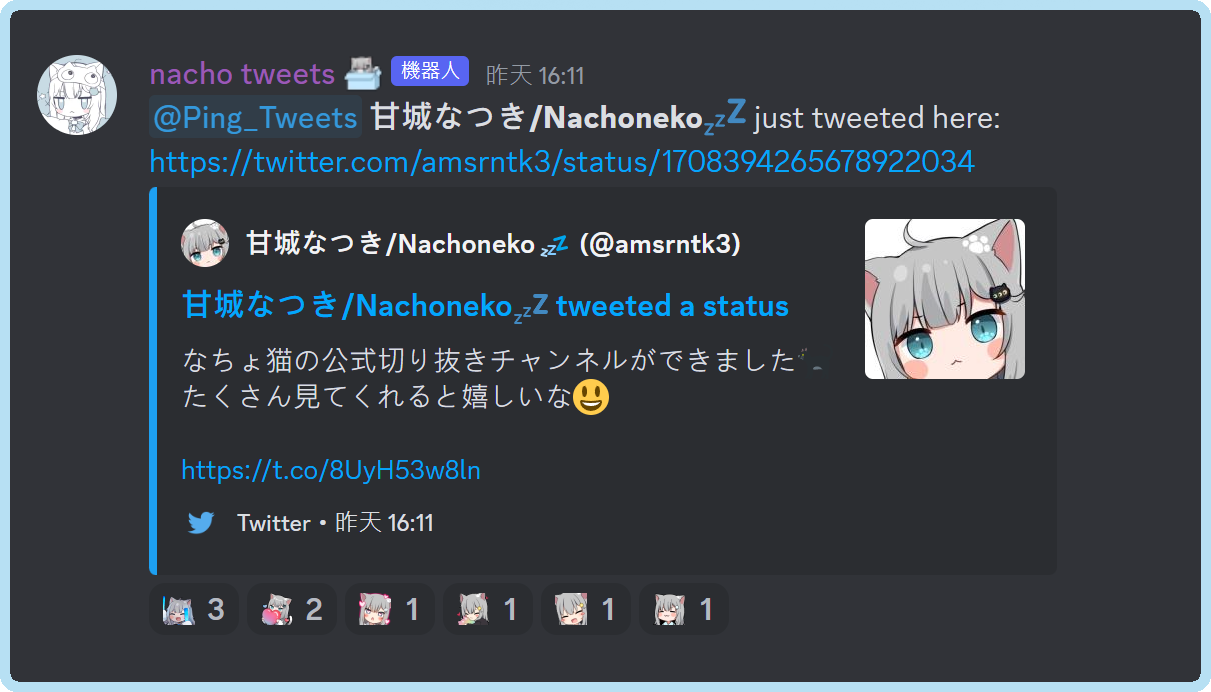 nacho tweets 機器人 昨天 16:11
@Ping_Tweets 甘城なつき/Nachoneko💤 just tweeted here:
https://twitter.com/amsrntk3/status/1708394265678922034
甘城なつき/Nachoneko 💤 (@amsrntk3)
甘城なつき/Nachoneko💤 tweeted a status
なちょ猫の公式切り抜きチャンネルができました🐾
たくさん見てくれると嬉しいな😃
https://t.co/8UyH53w8ln
Twitter • 昨天 16:11
3 2 1 1 1 1